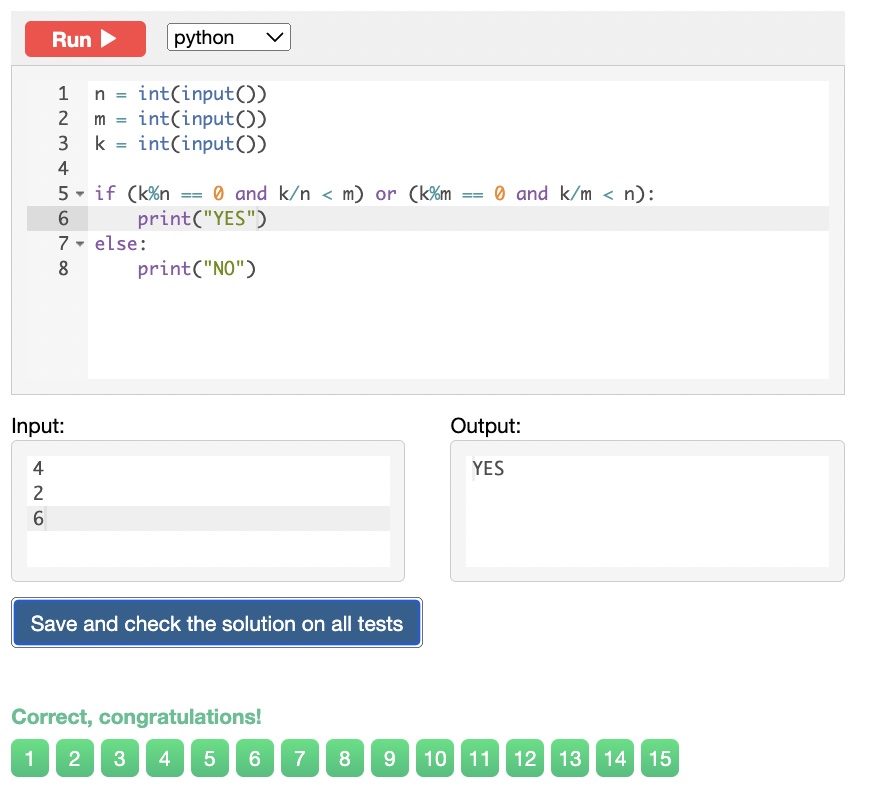 Run
python
1 n = int(input())
2 m = int(input())
3 k = int(input())
4
5 if (k%n == 0 and k/n < m) or (k%m == 0 and k/m < n):
6     print("YES")
7 else:
8     print("NO")
Input:
4
2
6
Output:
YES
Save and check the solution on all tests
Correct, congratulations!
1 2 3 4 5 6 7 8 9 10 11 12 13 14 15